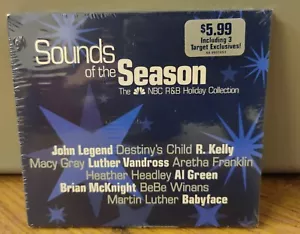 $5.99
Including 3
Target Exclusives!
Sounds
of the Season
The NBC R&B Holiday Collection
John Legend Destiny's Child R. Kelly
Macy Gray Luther Vandross Aretha Franklin
Heather Headley Al Green
Brian McKnight BeBe Winans
Martin Luther Babyface